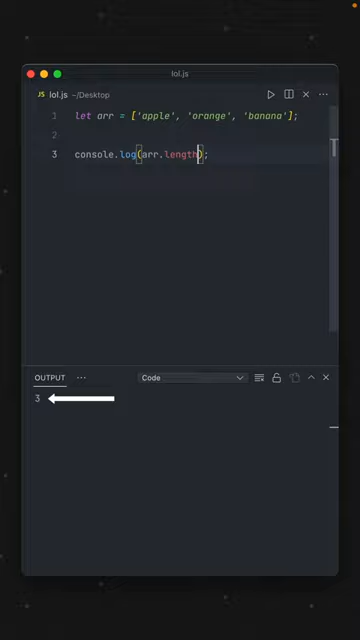 lol.js
JS lol.js ~/Desktop
1 let arr = ['apple', 'orange', 'banana'];
2
3 console.log(arr.length);
OUTPUT ··· Code
3